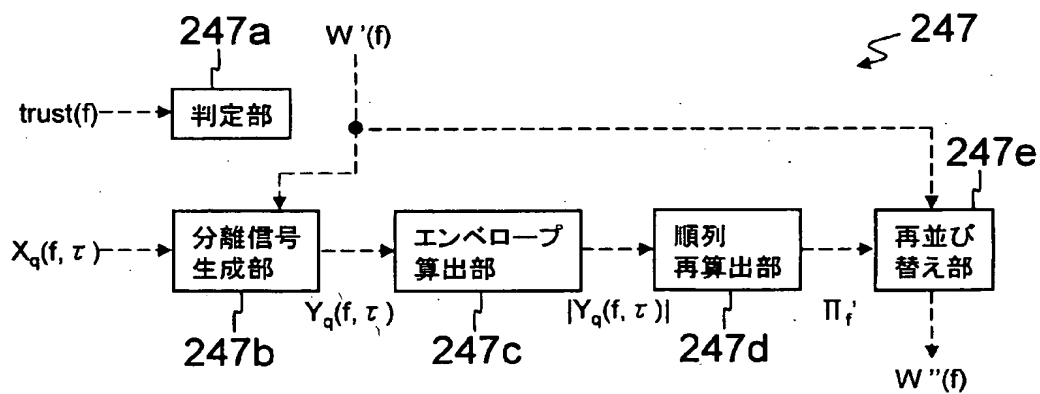 247a
W'(f)
247
trust(f)
判定部
247e
X_q(f, τ)
分離信号
生成部
エンベロープ
算出部
順列
再算出部
再並び
替え部
Y_q(f, τ)
|Y_q(f, τ)|
Π_f'
247b
247c
247d
W''(f)